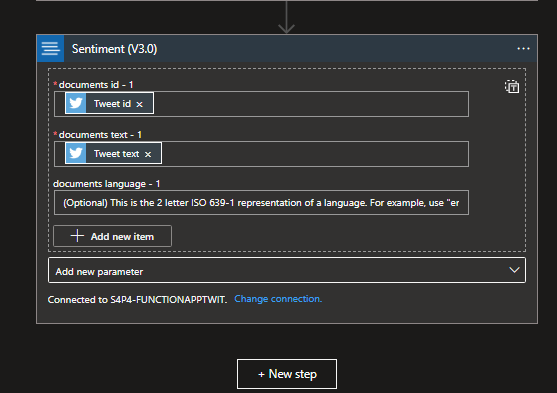 Sentiment (V3.0)
* documents id - 1
Tweet id ×
* documents text - 1
Tweet text ×
documents language - 1
(Optional) This is the 2 letter ISO 639-1 representation of a language. For example, use "er
+ Add new item
Add new parameter
Connected to S4P4-FUNCTIONAPPTWIT. Change connection.
+ New step